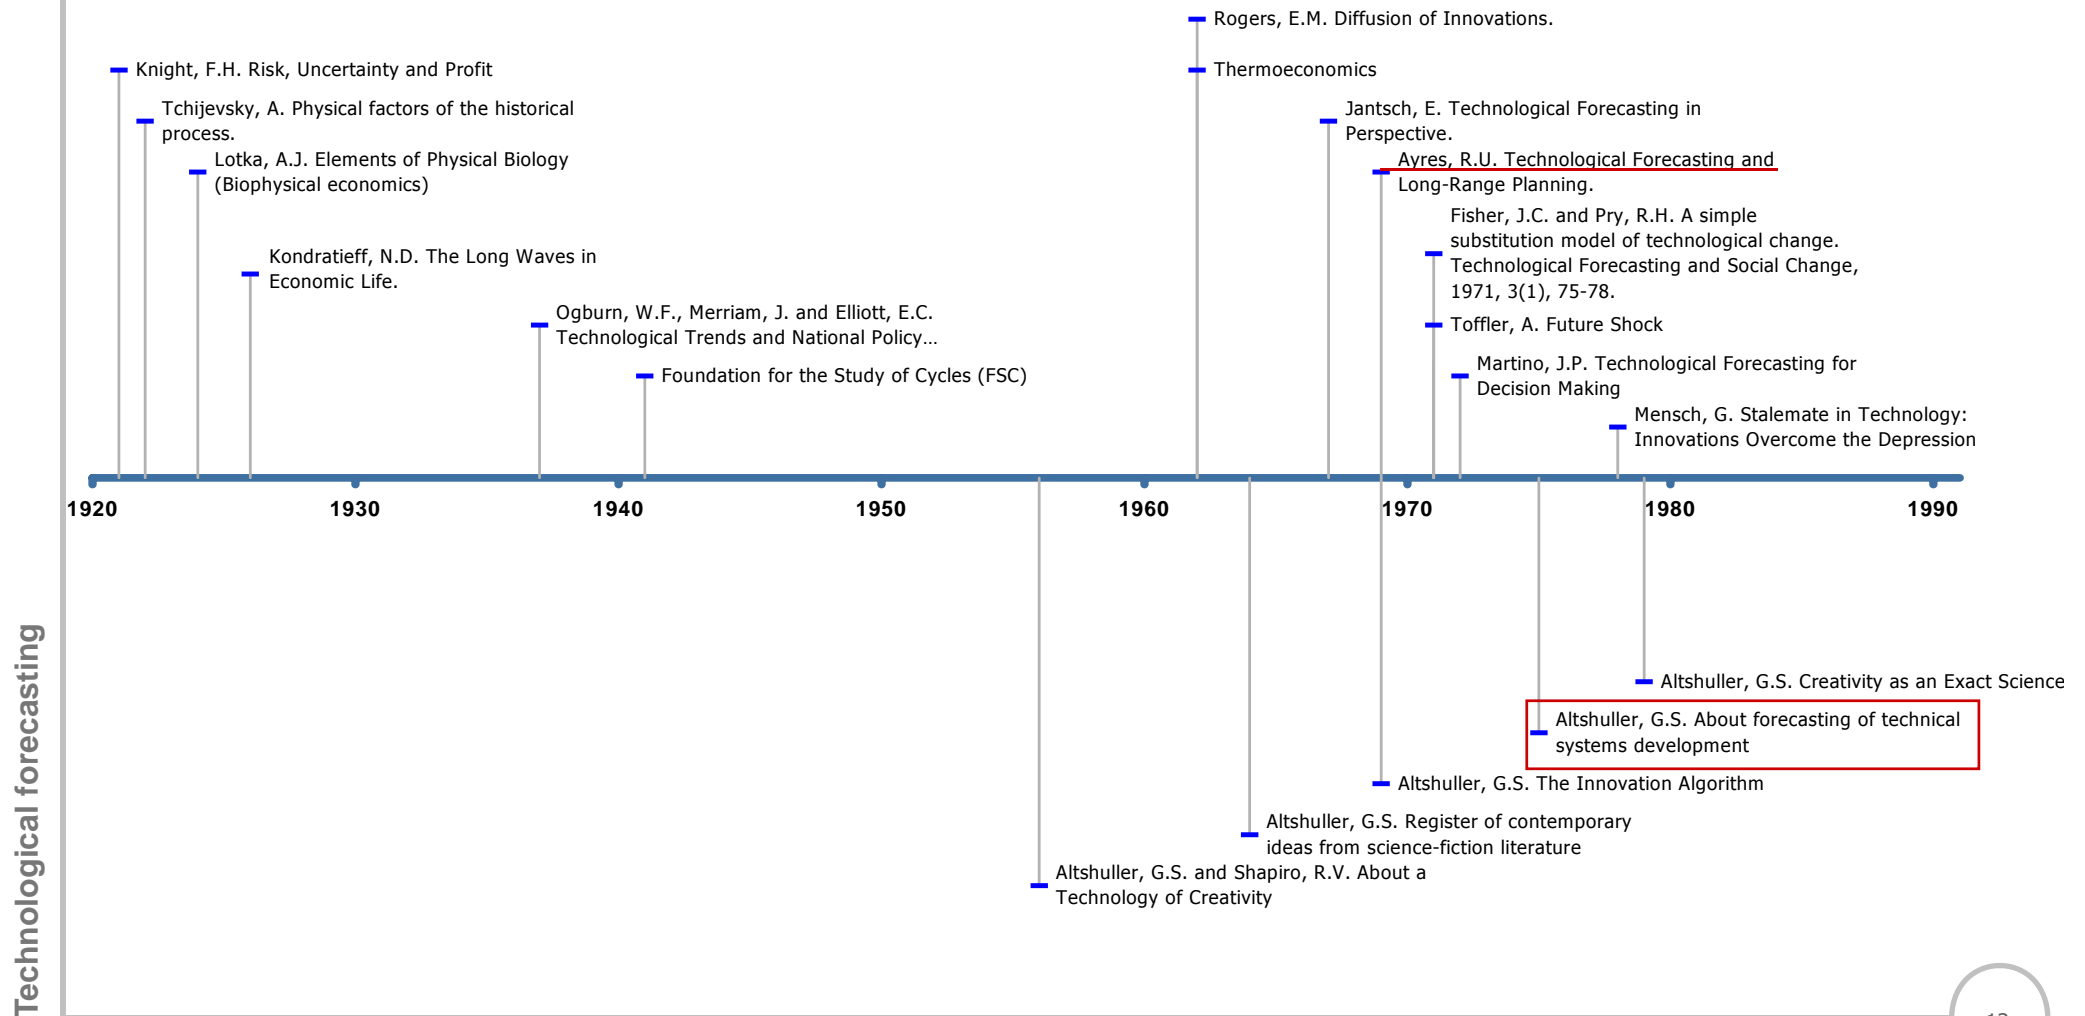 Rogers, E.M. Diffusion of Innovations.
Knight, F.H. Risk, Uncertainty and Profit
Thermoeconomics
Tchijevsky, A. Physical factors of the historical
process.
Jantsch, E. Technological Forecasting in
Perspective.
Lotka, A.J. Elements of Physical Biology
(Biophysical economics)
Ayres, R.U. Technological Forecasting and
Long-Range Planning.
Fisher, J.C. and Pry, R.H. A simple
substitution model of technological change.
Technological Forecasting and Social Change,
1971, 3(1), 75-78.
Kondratieff, N.D. The Long Waves in
Economic Life.
Ogburn, W.F., Merriam, J. and Elliott, E.C.
Technological Trends and National Policy...
Toffler, A. Future Shock
Foundation for the Study of Cycles (FSC)
Martino, J.P. Technological Forecasting for
Decision Making
Mensch, G. Stalemate in Technology:
Innovations Overcome the Depression
1920 1930 1940 1950 1960 1970 1980 1990
Altshuller, G.S. Creativity as an Exact Science
Altshuller, G.S. About forecasting of technical
systems development
Altshuller, G.S. The Innovation Algorithm
Altshuller, G.S. Register of contemporary
ideas from science-fiction literature
Altshuller, G.S. and Shapiro, R.V. About a
Technology of Creativity
Technological forecasting